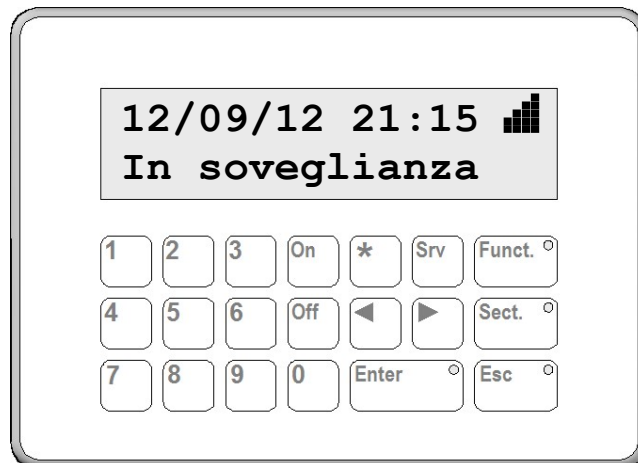 12/09/12 21:15
In soveglianza
1 2 3 On * Srv Funct.
4 5 6 Off ◀ ▶ Sect.
7 8 9 0 Enter Esc